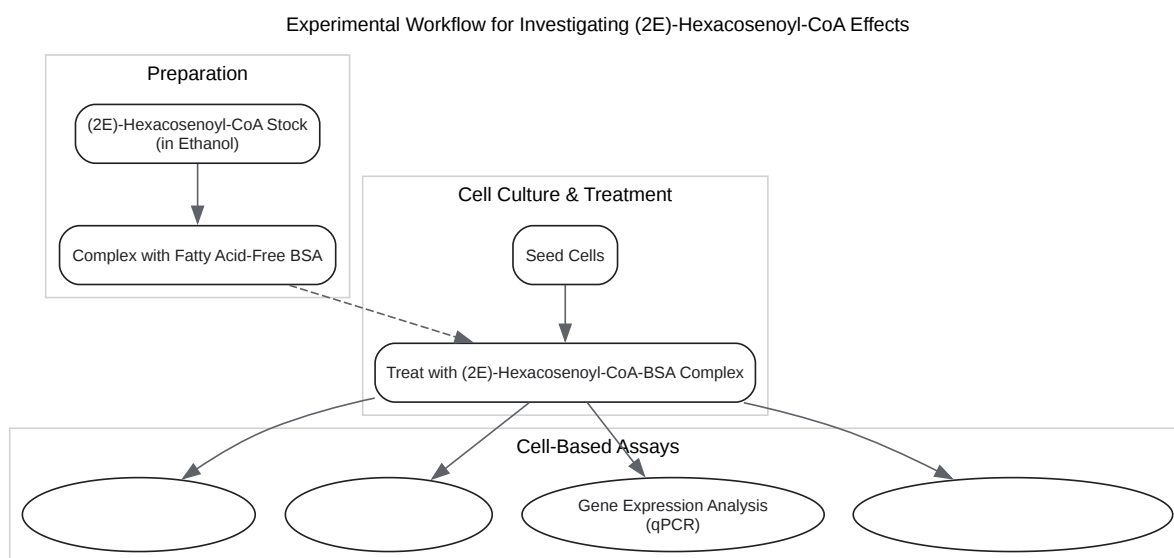 Experimental Workflow for Investigating (2E)-Hexacosenoyl-CoA Effects
Preparation
(2E)-Hexacosenoyl-CoA Stock
(in Ethanol)
Complex with Fatty Acid-Free BSA
Cell Culture & Treatment
Seed Cells
Treat with (2E)-Hexacosenoyl-CoA-BSA Complex
Cell-Based Assays
Gene Expression Analysis
(qPCR)